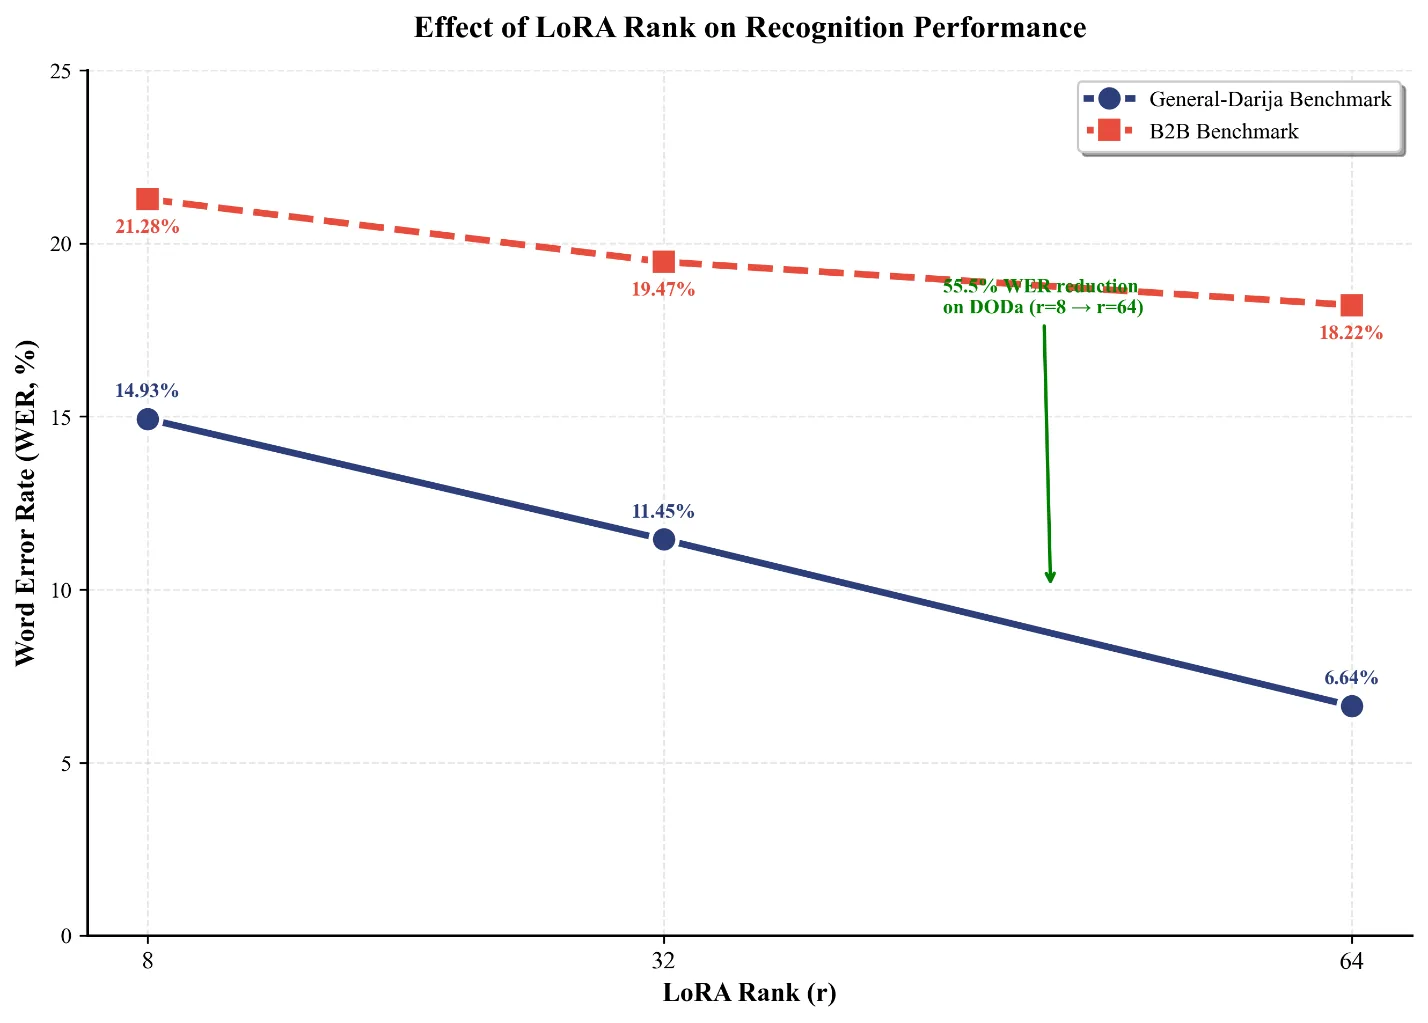 Effect of LoRA Rank on Recognition Performance
General-Darija Benchmark
B2B Benchmark
Word Error Rate (WER, %)
25
20
15
10
5
0
21.28%
19.47%
18.22%
55.5% WER reduction
on DODa (r=8 → r=64)
14.93%
11.45%
6.64%
8
32
64
LoRA Rank (r)